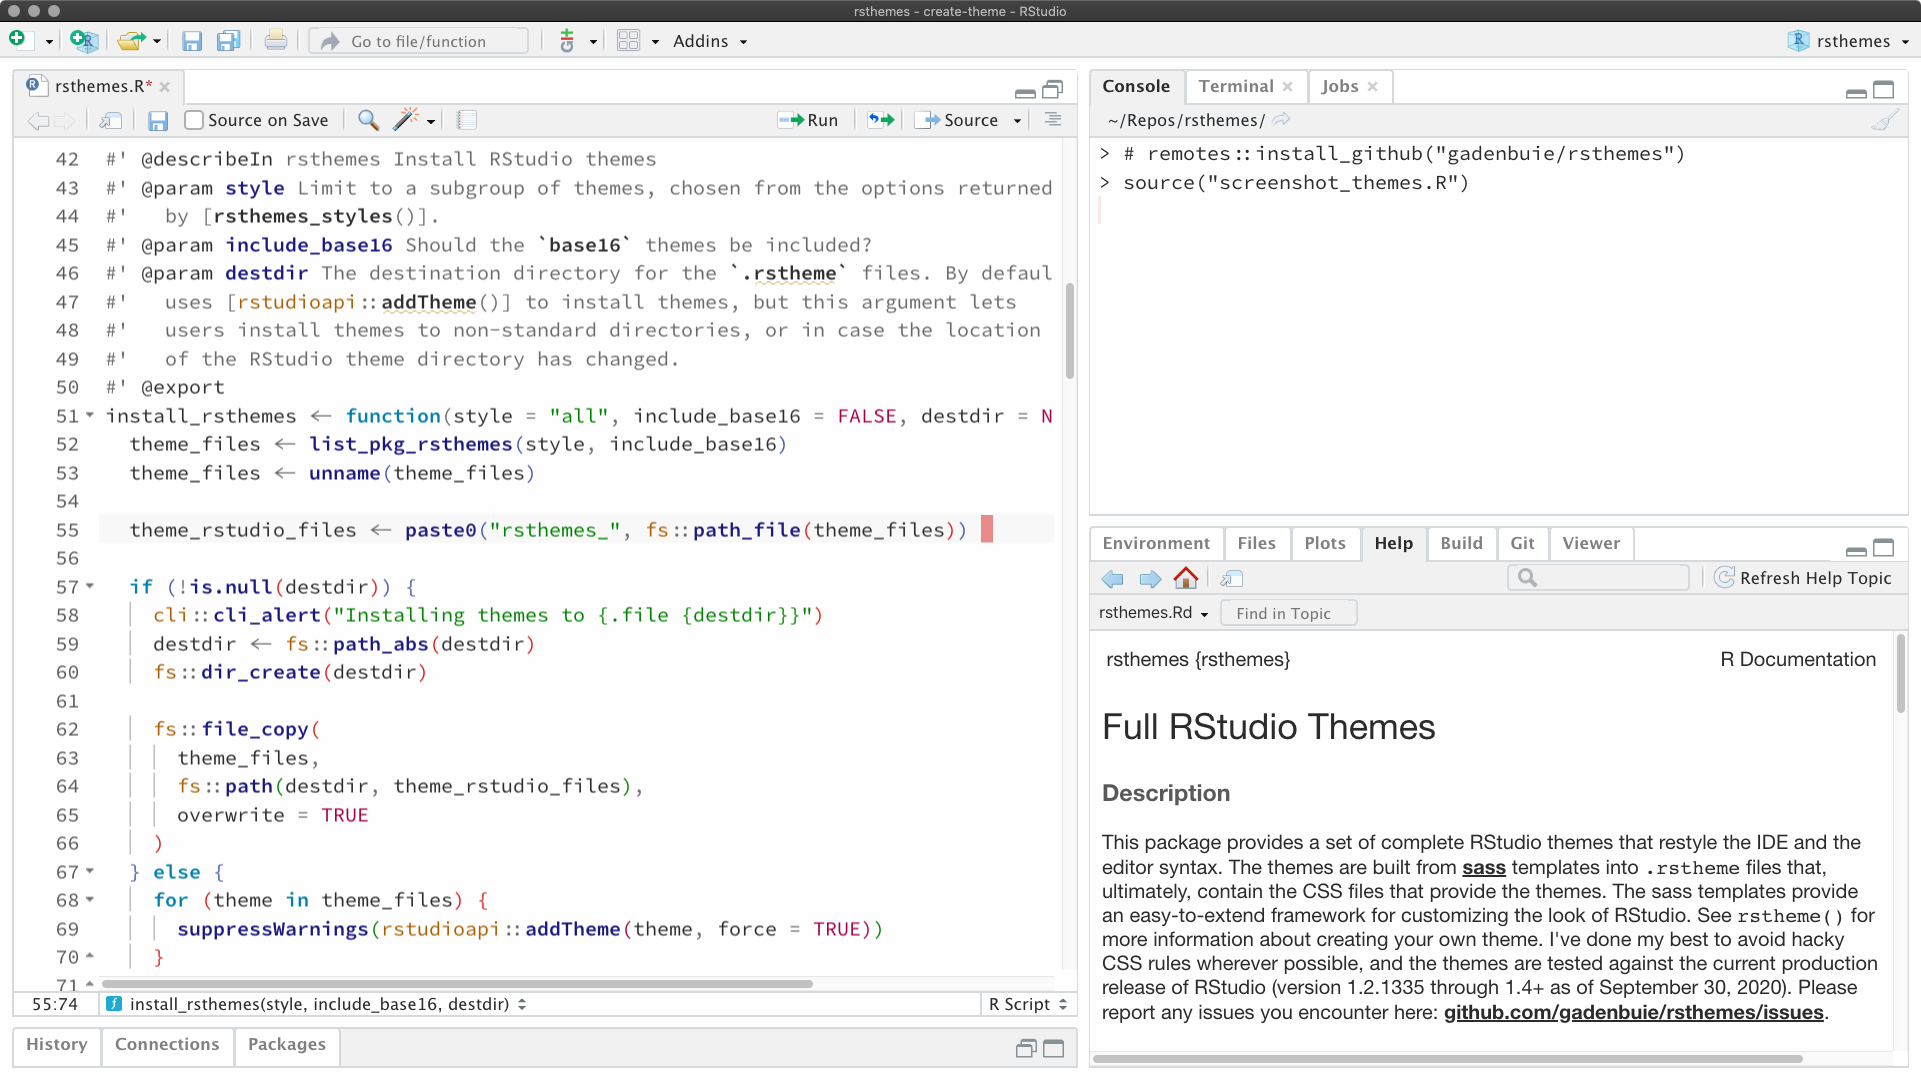 rsthemes - create-theme - RStudio
Go to file/function
Addins
rsthemes
rsthemes.R*
Source on Save
Run
Source
42 #' @describeIn rsthemes Install RStudio themes
43 #' @param style Limit to a subgroup of themes, chosen from the options returned
44 #'   by [rsthemes_styles()].
45 #' @param include_base16 Should the `base16` themes be included?
46 #' @param destdir The destination directory for the `.rstheme` files. By defaul
47 #'   uses [rstudioapi::addTheme()] to install themes, but this argument lets
48 #'   users install themes to non-standard directories, or in case the location
49 #'   of the RStudio theme directory has changed.
50 #' @export
51 install_rsthemes <- function(style = "all", include_base16 = FALSE, destdir = N
52   theme_files <- list_pkg_rsthemes(style, include_base16)
53   theme_files <- unname(theme_files)
54
55   theme_rstudio_files <- paste0("rsthemes_", fs::path_file(theme_files))
56
57   if (!is.null(destdir)) {
58     cli::cli_alert("Installing themes to {.file {destdir}}")
59     destdir <- fs::path_abs(destdir)
60     fs::dir_create(destdir)
61
62     fs::file_copy(
63       theme_files,
64       fs::path(destdir, theme_rstudio_files),
65       overwrite = TRUE
66     )
67   } else {
68     for (theme in theme_files) {
69       suppressWarnings(rstudioapi::addTheme(theme, force = TRUE))
70     }
71
55:74 install_rsthemes(style, include_base16, destdir) R Script
History Connections Packages
Console Terminal Jobs
~/Repos/rsthemes/
> # remotes::install_github("gadenbuie/rsthemes")
> source("screenshot_themes.R")
Environment Files Plots Help Build Git Viewer
Refresh Help Topic
rsthemes.Rd Find in Topic
rsthemes {rsthemes} R Documentation
Full RStudio Themes
Description
This package provides a set of complete RStudio themes that restyle the IDE and the
editor syntax. The themes are built from sass templates into .rstheme files that,
ultimately, contain the CSS files that provide the themes. The sass templates provide
an easy-to-extend framework for customizing the look of RStudio. See rstheme() for
more information about creating your own theme. I've done my best to avoid hacky
CSS rules wherever possible, and the themes are tested against the current production
release of RStudio (version 1.2.1335 through 1.4+ as of September 30, 2020). Please
report any issues you encounter here: github.com/gadenbuie/rsthemes/issues.